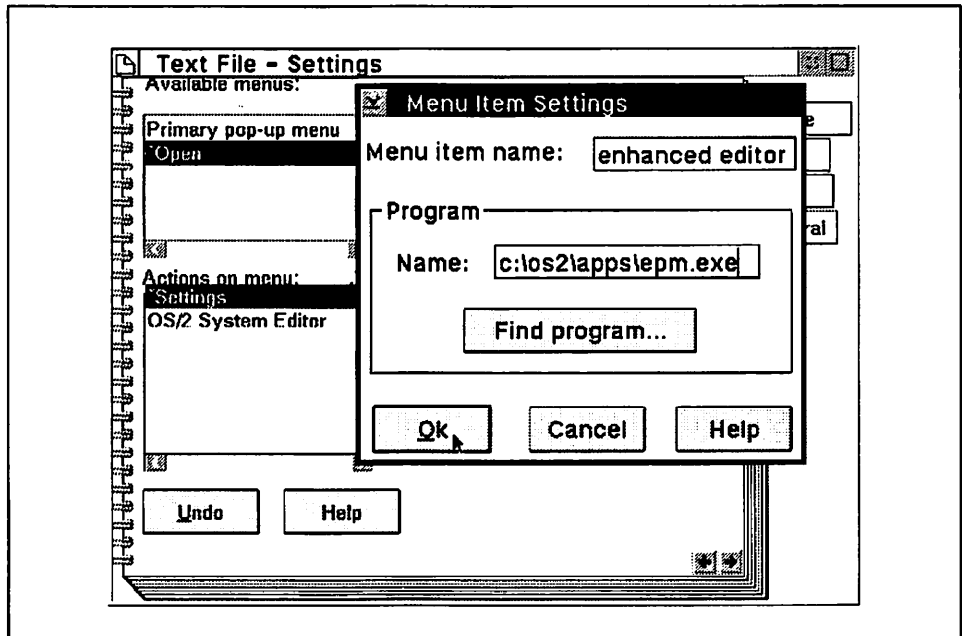 Text File - Settings
Available menus:
Primary pop-up menu
~Open
Actions on menu:
~Settings
OS/2 System Editor
Undo
Help
Menu Item Settings
Menu item name: enhanced editor
Program
Name: c:\os2\apps\epm.exe
Find program...
Ok
Cancel
Help
e
ral